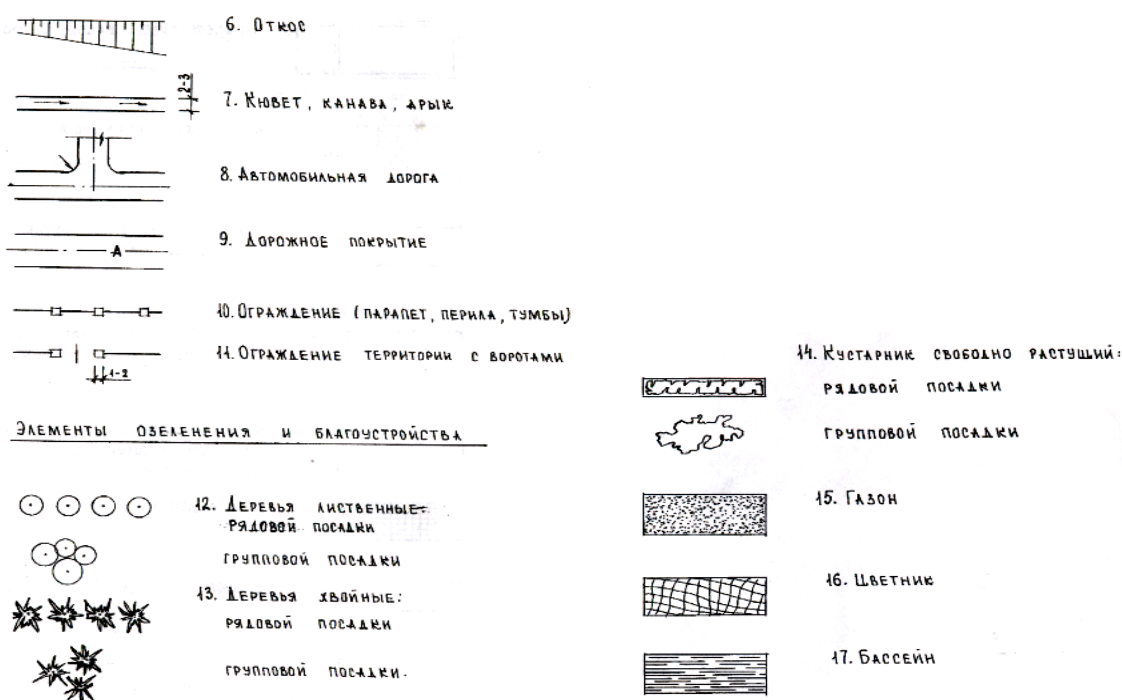 6. Откос
2-3
7. Кювет, канава, арык
8. Автомобильная дорога
9. Дорожное покрытие
А
10. Ограждение (парапет, перила, тумбы)
11. Ограждение территории с воротами
1-2
Элементы озеленения и благоустройства
12. Деревья лиственные-
рядовой посадки
групповой посадки
13. Деревья хвойные:
рядовой посадки
групповой посадки.
14. Кустарник свободно растущий:
рядовой посадки
групповой посадки
15. Газон
16. Цветник
17. Бассейн